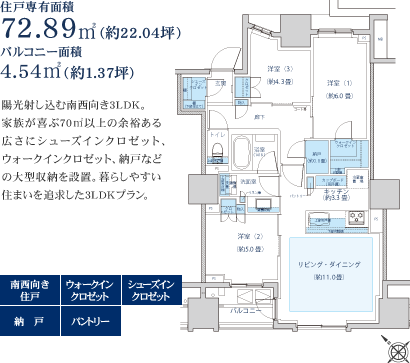 住戸専有面積
72.89㎡(約22.04坪)
バルコニー面積
4.54㎡(約1.37坪)
陽光射し込む南西向き3LDK。
家族が喜ぶ70㎡以上の余裕ある
広さにシューズインクロゼット、
ウォークインクロゼット、納戸など
の大型収納を設置。暮らしやすい
住まいを追求した3LDKプラン。
南西向き
住戸
ウォークイン
クロゼット
シューズイン
クロゼット
納 戸
パントリー
玄関
洋室(3)
(約4.3畳)
洋室(1)
(約6.0畳)
廊下
トイレ
浴室
納戸
洗面室
パントリー
キッチン
(約3.3畳)
洋室(2)
(約5.0畳)
リビング・ダイニング
(約11.0畳)
バルコニー